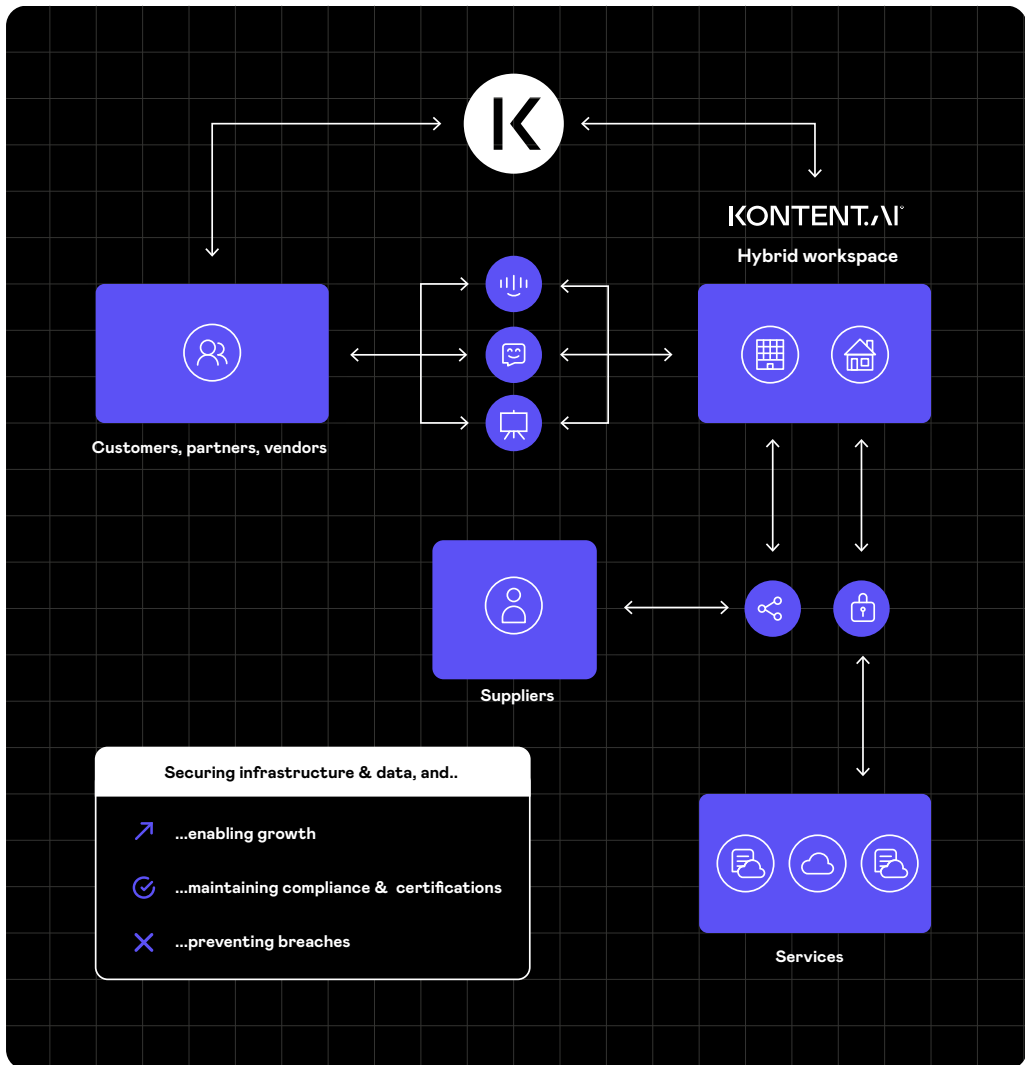 K
KONTENT.AI
Hybrid workspace
Customers, partners, vendors
Suppliers
Securing infrastructure & data, and..
...enabling growth
...maintaining compliance & certifications
...preventing breaches
Services